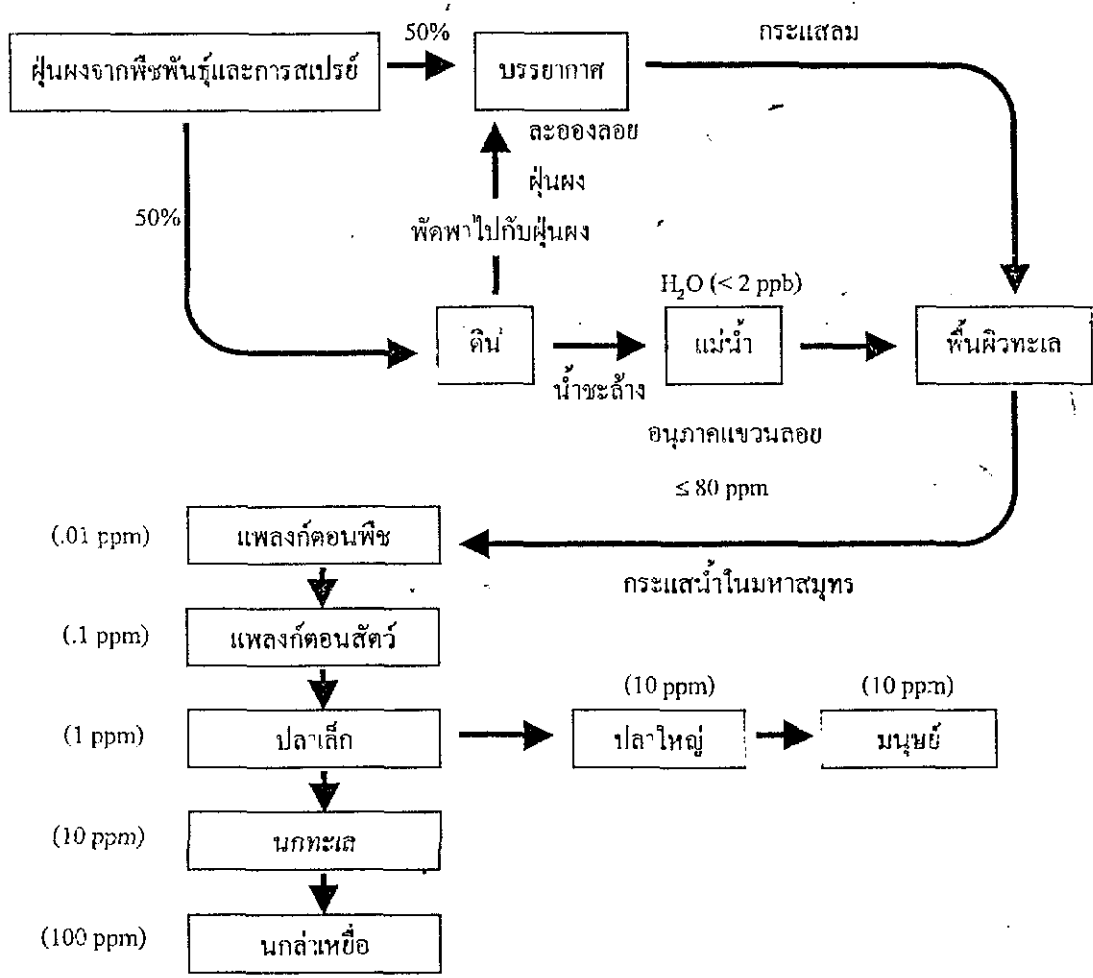 50%
กระแสลม
ฝุ่นผงจากพืชพันธุ์และการสเปรย์
บรรยากาศ
ละอองลอย
ฝุ่นผง
50%
พัดพาไปกับฝุ่นผง
H₂O (< 2 ppb)
ดิน
แม่น้ำ
พื้นผิวทะเล
น้ำชะล้าง
อนุภาคแขวนลอย
≤ 80 ppm
(.01 ppm)
แพลงก์ตอนพืช
กระแสน้ำในมหาสมุทร
(.1 ppm)
แพลงก์ตอนสัตว์
(10 ppm)
(10 ppm)
(1 ppm)
ปลาเล็ก
ปลาใหญ่
มนุษย์
(10 ppm)
นกทะเล
(100 ppm)
นกล่าเหยื่อ